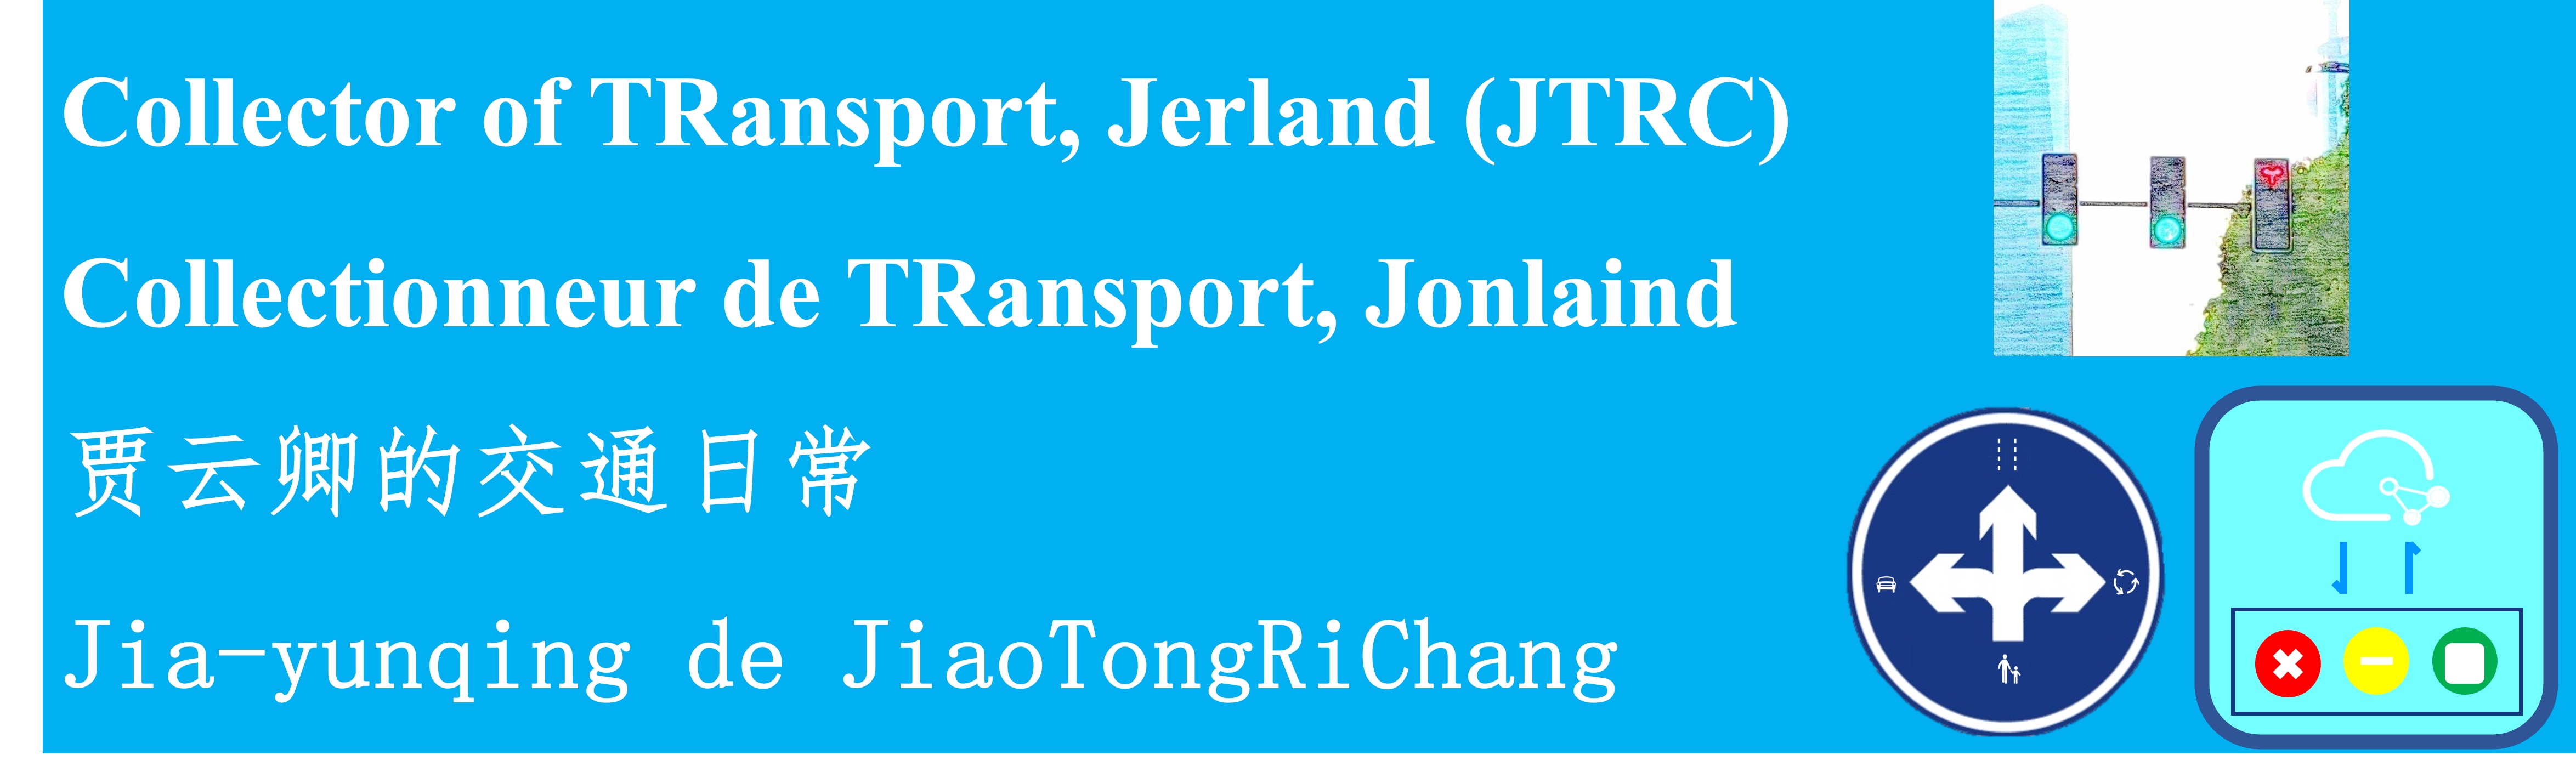 Collector of TRansport, Jerland (JTRC)
Collectionneur de TRansport, Jonlaind
贾云卿的交通日常
Jia-yunqing de JiaoTongRiChang